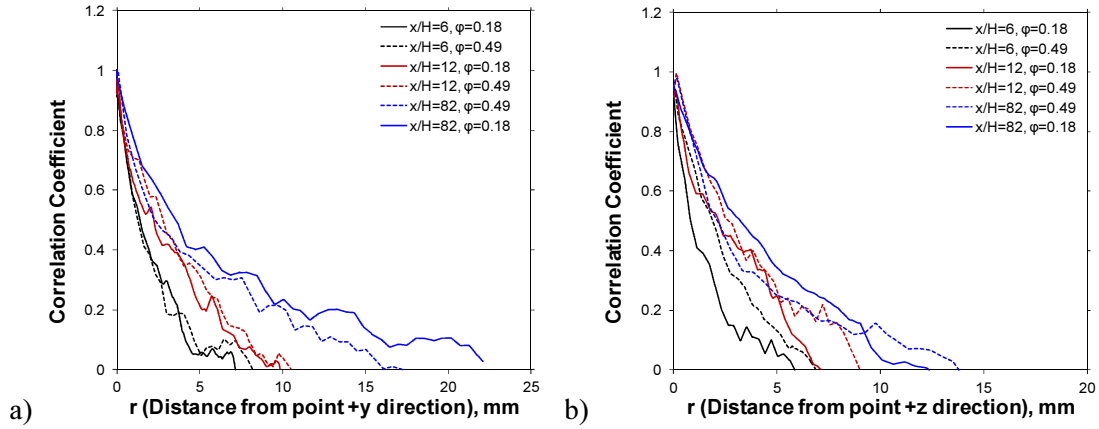 1.2
1
0.8
0.6
0.4
0.2
0
Correlation Coefficient
x/H=6, φ=0.18
x/H=6, φ=0.49
x/H=12, φ=0.18
x/H=12, φ=0.49
x/H=82, φ=0.49
x/H=82, φ=0.18
0 5 10 15 20 25
r (Distance from point +y direction), mm
a)
1.2
1
0.8
0.6
0.4
0.2
0
Correlation Coefficient
x/H=6, φ=0.18
x/H=6, φ=0.49
x/H=12, φ=0.18
x/H=12, φ=0.49
x/H=82, φ=0.49
x/H=82, φ=0.18
0 5 10 15 20
r (Distance from point +z direction), mm
b)